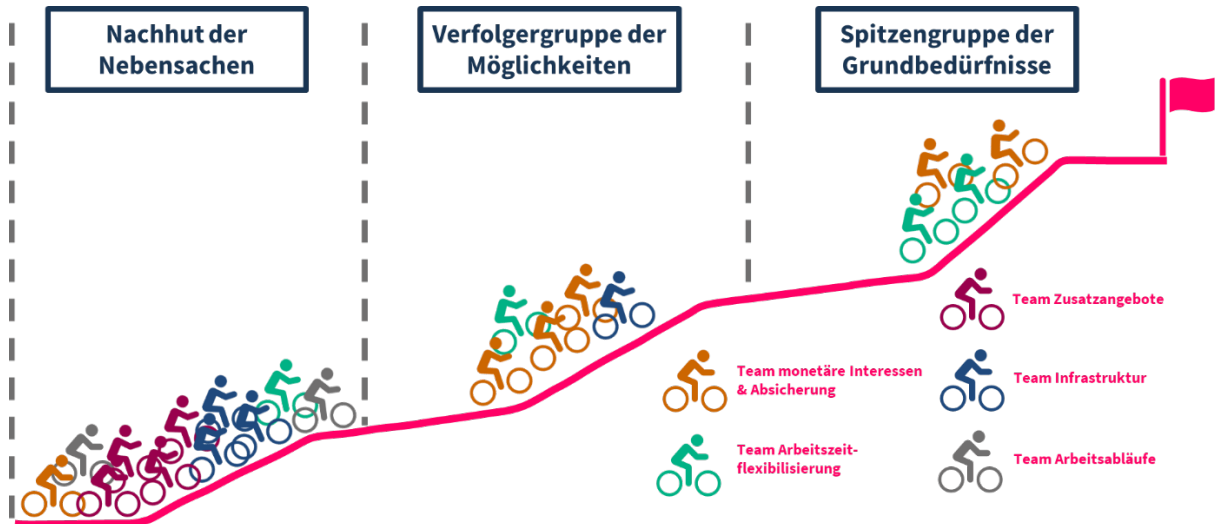 Nachhut der
Nebensachen
Verfolgergruppe der
Möglichkeiten
Spitzengruppe der
Grundbedürfnisse
Team Zusatzangebote
Team monetäre Interessen
& Absicherung
Team Infrastruktur
Team Arbeitszeit-
flexibilisierung
Team Arbeitsabläufe